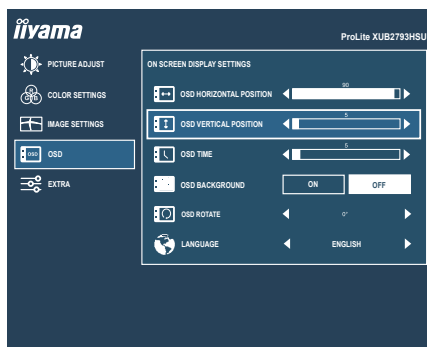 iiyama
ProLite XUB2793HSU
PICTURE ADJUST
COLOR SETTINGS
IMAGE SETTINGS
OSD
EXTRA
ON SCREEN DISPLAY SETTINGS
OSD HORIZONTAL POSITION
90
OSD VERTICAL POSITION
5
OSD TIME
5
OSD BACKGROUND
ON
OFF
OSD ROTATE
0°
LANGUAGE
ENGLISH
R
G
B
OSD